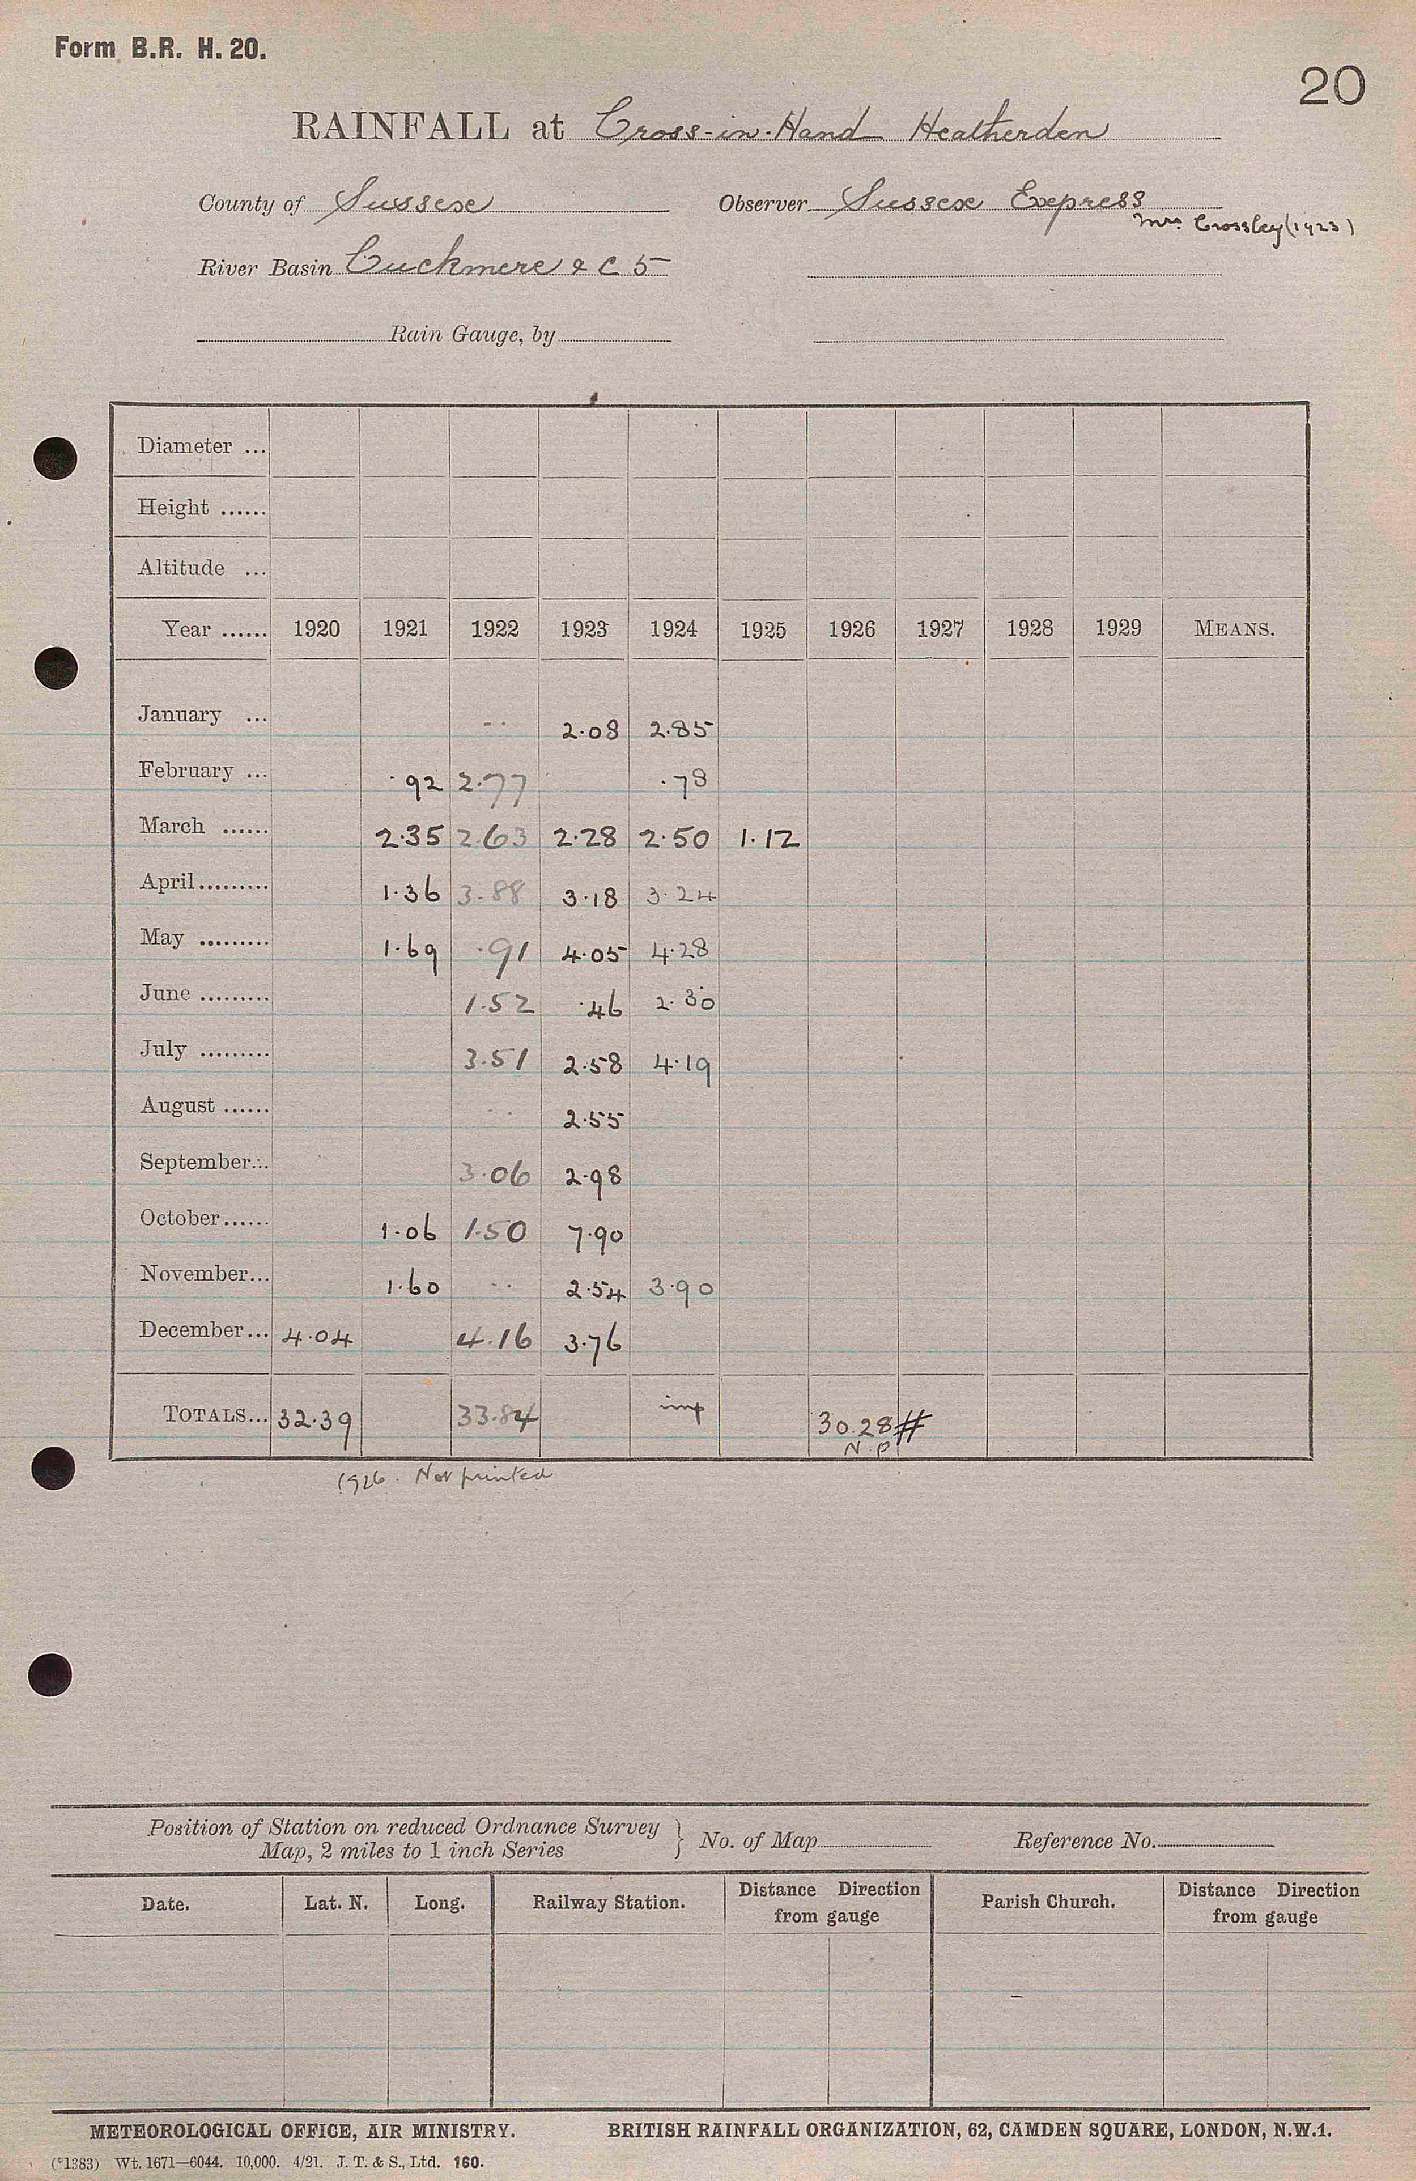 Form B.R. H. 20.
20
RAINFALL at Cross-in-Hand Heatherden
County of Sussex Observer Sussex Express
Mrs Crossley (1923)
River Basin Cuckmere & C 5
Rain Gauge, by
Diameter ...
Height ......
Altitude ...
Year ...... 1920 1921 1922 1923 1924 1925 1926 1927 1928 1929 MEANS.
January ... -- 2.08 2.85
February ... .92 2.77 .78
March ...... 2.35 2.63 2.28 2.50 1.12
April ......... 1.36 3.88 3.18 3.24
May ......... 1.69 .91 4.05 4.28
June ......... 1.52 .46 2.30
July ......... 3.51 2.58 4.19
August ...... -- 2.55
September... 3.06 2.98
October...... 1.06 1.50 7.90
November... 1.60 -- 2.54 3.90
December... 4.04 4.16 3.76
TOTALS... 32.39 33.84 imp 30.28#
N.P.
1926. Not printed
Position of Station on reduced Ordnance Survey
Map, 2 miles to 1 inch Series } No. of Map Reference No.
Date. Lat. N. Long. Railway Station. Distance Direction from gauge Parish Church. Distance Direction from gauge
METEOROLOGICAL OFFICE, AIR MINISTRY. BRITISH RAINFALL ORGANIZATION, 62, CAMDEN SQUARE, LONDON, N.W.1.
(*1383) Wt. 1671—6044. 10,000. 4/21. J. T. & S., Ltd. 160.